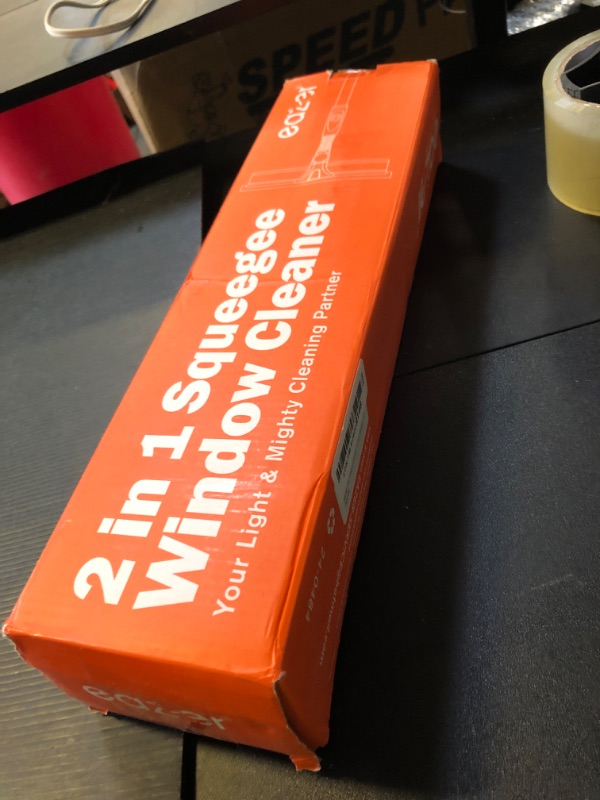 eazer
2 in 1 Squeegee
Window Cleaner
Your Light & Mighty Cleaning Partner
eazer
SPEED